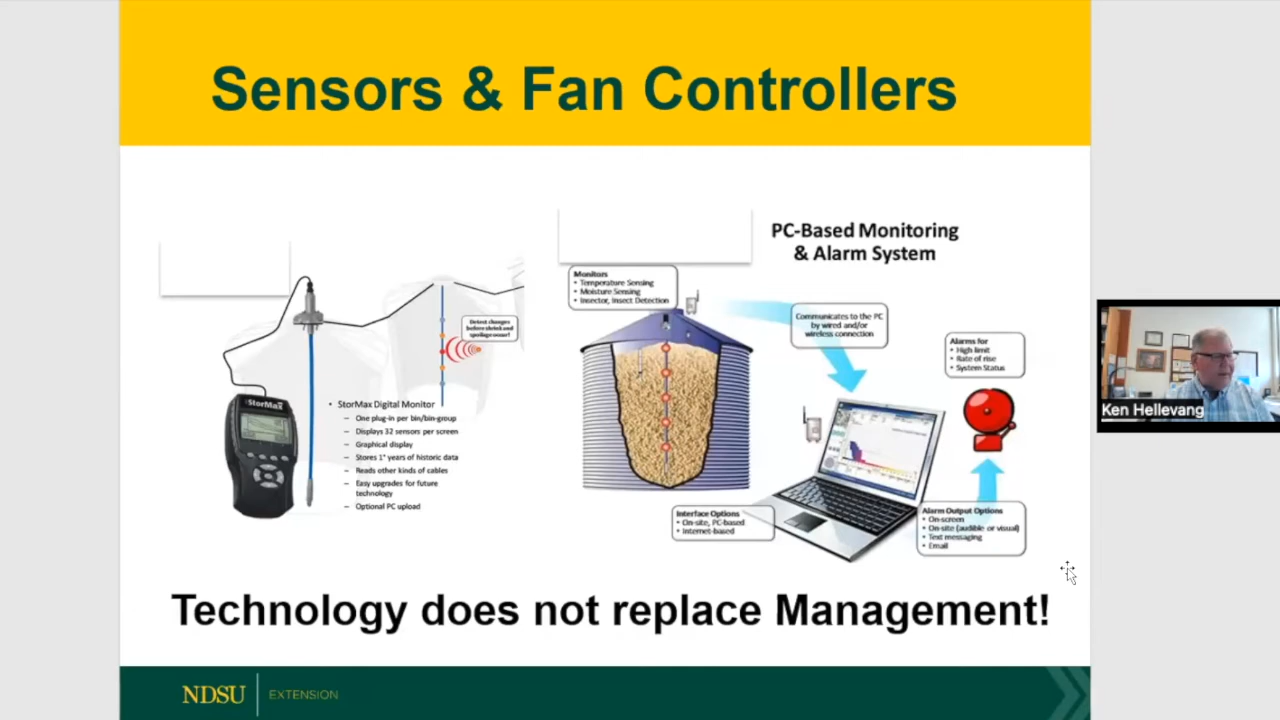 Sensors & Fan Controllers
StorMax
Detect changes
before shrink and
spoilage occur!
• StorMax Digital Monitor
– One plug-in per bin/bin-group
– Displays 32 sensors per screen
– Graphical display
– Stores 1⁺ years of historic data
– Reads other kinds of cables
– Easy upgrades for future
technology
– Optional PC upload
PC-Based Monitoring
& Alarm System
Monitors
• Temperature Sensing
• Moisture Sensing
• Insector, Insect Detection
Communicates to the PC
by wired and/or
wireless connection
Alarms for
• High limit
• Rate of rise
• System Status
Interface Options
• On-site, PC-based
• Internet-based
Alarm Output Options
• On-screen
• On-site (audible or visual)
• Text messaging
• Email
Technology does not replace Management!
NDSU EXTENSION
Ken Hellevang